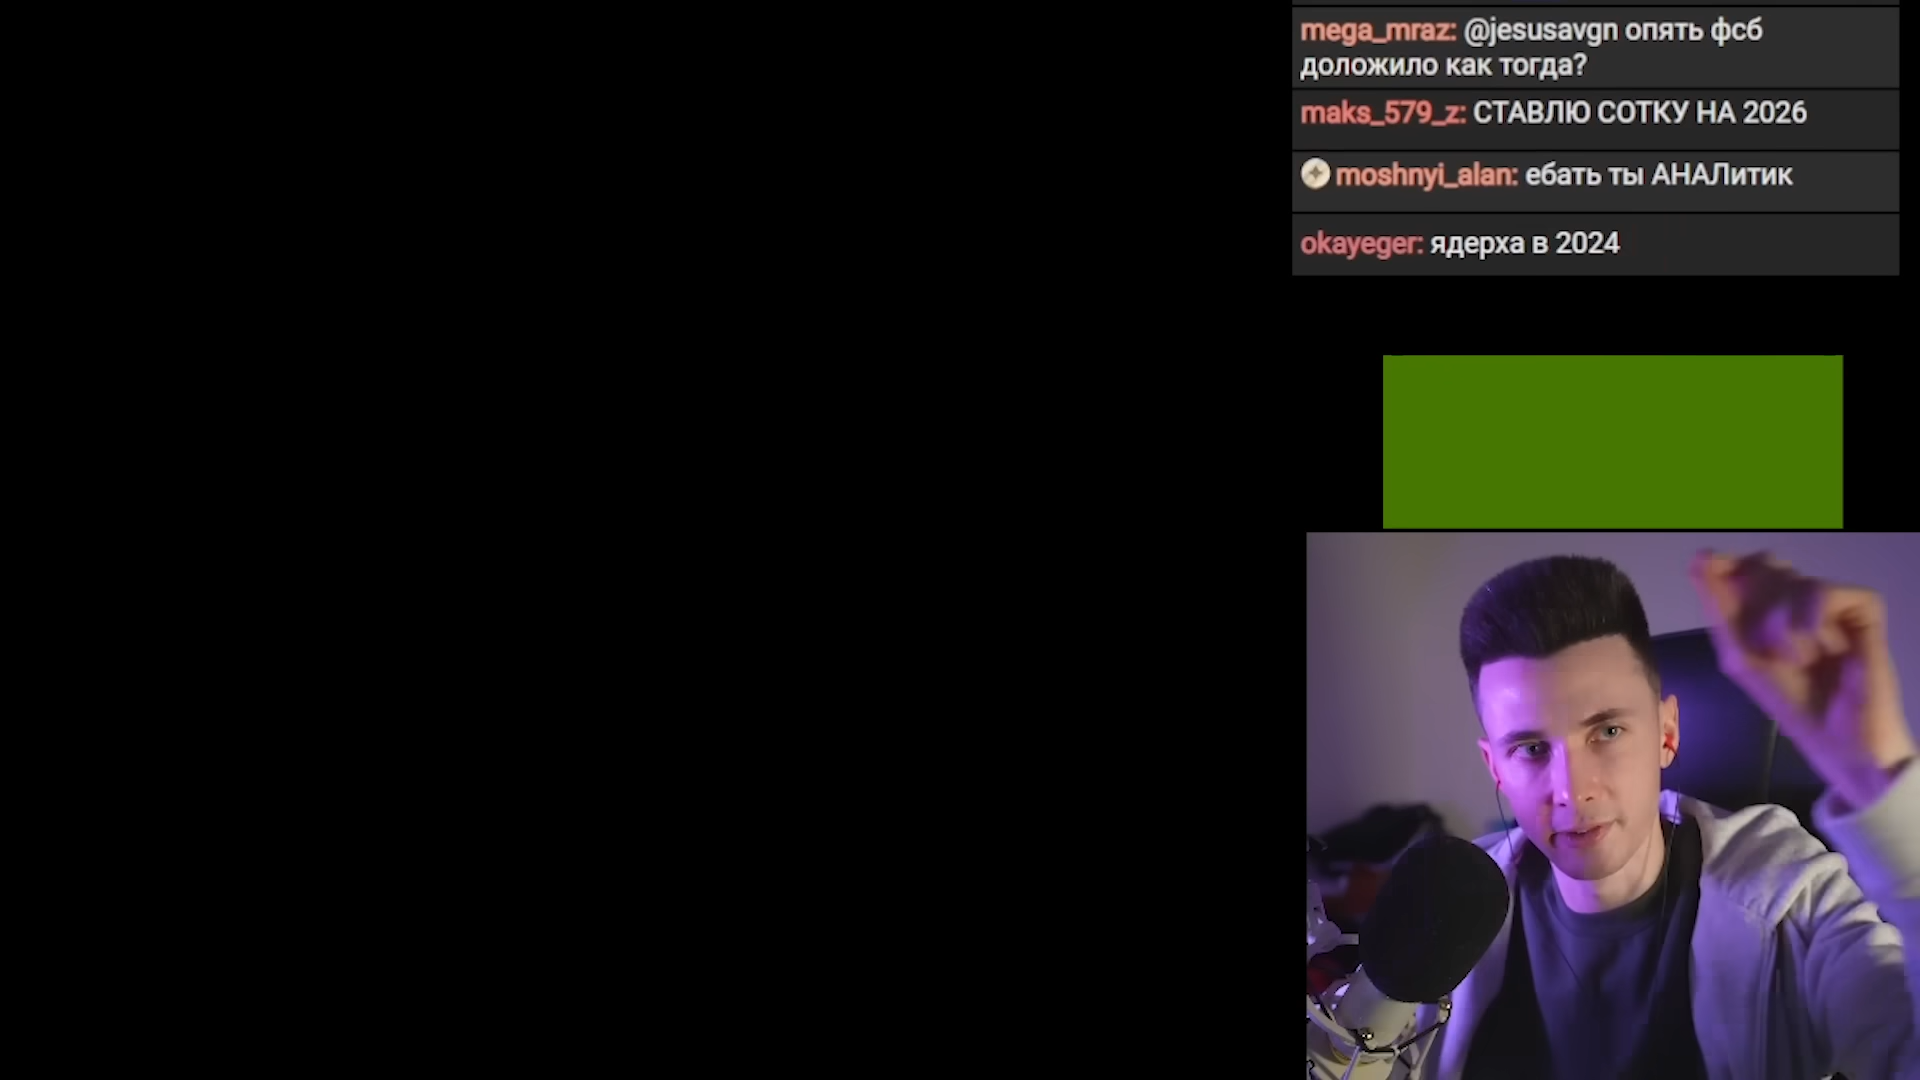 mega_mraz: @jesusavgn опять фсб
доложило как тогда?
maks_579_z: СТАВЛЮ СОТКУ НА 2026
moshnyi_alan: ебать ты АНАЛитик
okayeger: ядерха в 2024